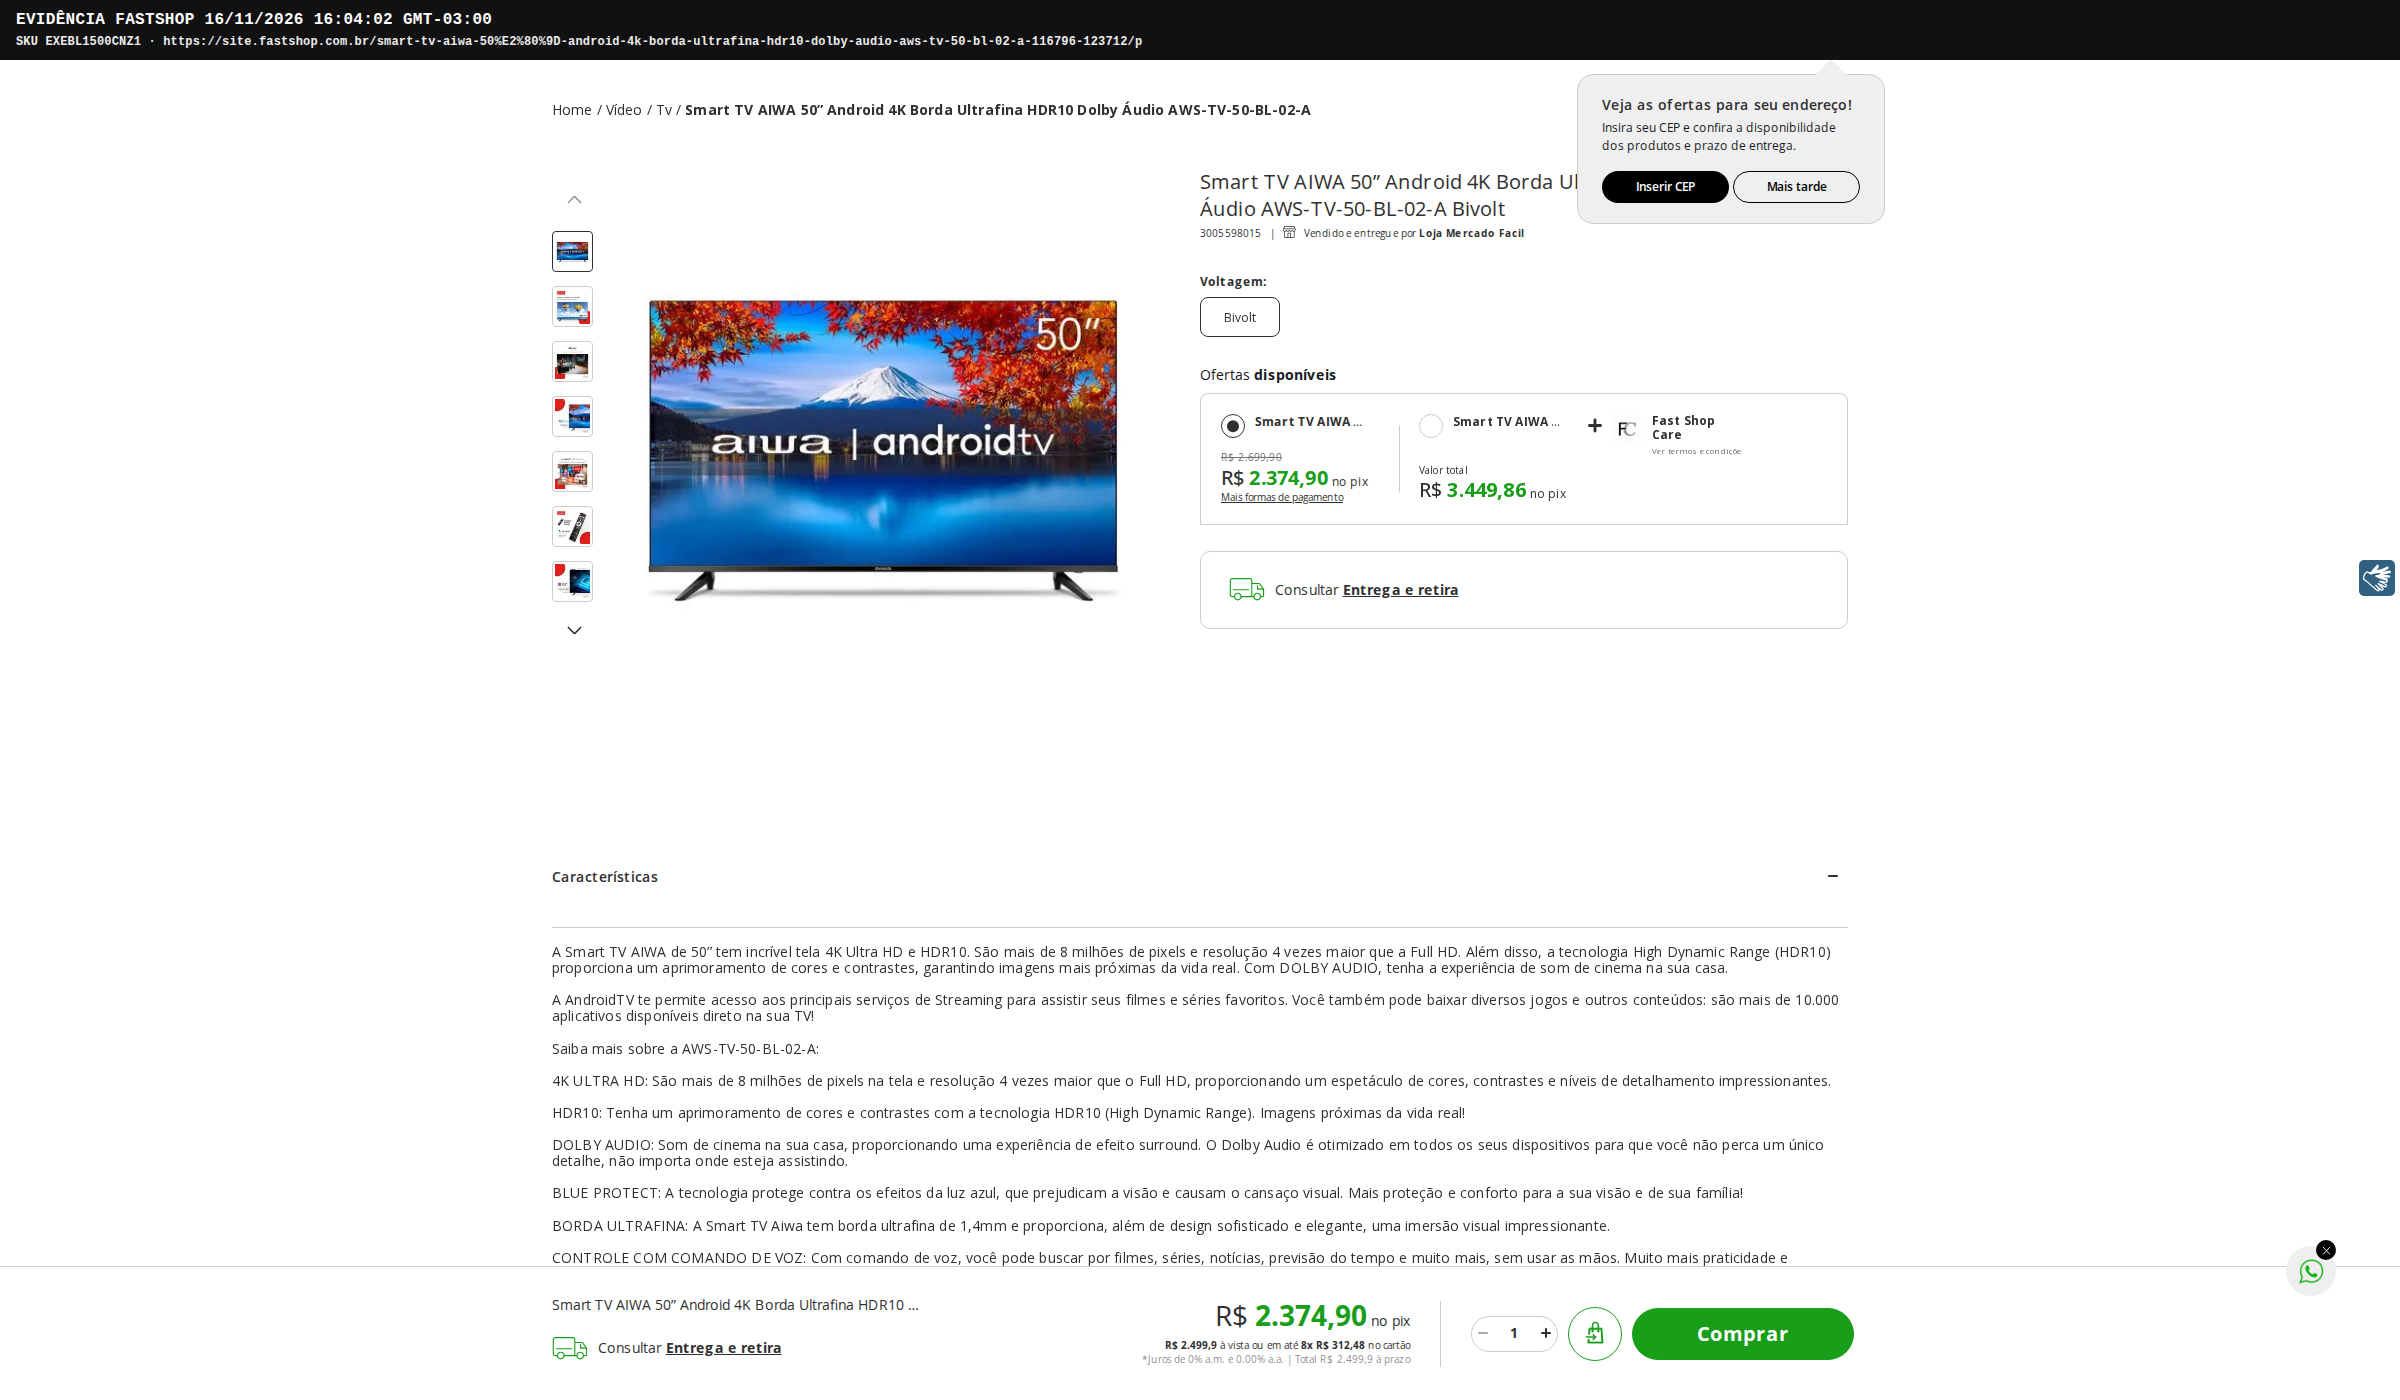 EVIDÊNCIA FASTSHOP 16/11/2026 16:04:02 GMT-03:00
SKU EXEBL1500CNZ1 · https://site.fastshop.com.br/smart-tv-aiwa-50%E2%80%9D-android-4k-borda-ultrafina-hdr10-dolby-audio-aws-tv-50-bl-02-a-116796-123712/p
Home / Vídeo / Tv / Smart TV AIWA 50” Android 4K Borda Ultrafina HDR10 Dolby Áudio AWS-TV-50-BL-02-A
Veja as ofertas para seu endereço!
Insira seu CEP e confira a disponibilidade
dos produtos e prazo de entrega.
Inserir CEP
Mais tarde
Smart TV AIWA 50” Android 4K Borda
Áudio AWS-TV-50-BL-02-A Bivolt
3005598015 | Vendido e entregue por Loja Mercado Facil
50”
aiwa | androidtv
Voltagem:
Bivolt
Ofertas disponíveis
Smart TV AIWA ...
R$ 2.699,90
R$ 2.374,90 no pix
Mais formas de pagamento
Smart TV AIWA ...
Valor total
R$ 3.449,86 no pix
+
FC
Fast Shop
Care
Ver termos e condiçõe
Consultar Entrega e retira
Características
A Smart TV AIWA de 50’’ tem incrível tela 4K Ultra HD e HDR10. São mais de 8 milhões de pixels e resolução 4 vezes maior que a Full HD. Além disso, a tecnologia High Dynamic Range (HDR10)
proporciona um aprimoramento de cores e contrastes, garantindo imagens mais próximas da vida real. Com DOLBY AUDIO, tenha a experiência de som de cinema na sua casa.
A AndroidTV te permite acesso aos principais serviços de Streaming para assistir seus filmes e séries favoritos. Você também pode baixar diversos jogos e outros conteúdos: são mais de 10.000
aplicativos disponíveis direto na sua TV!
Saiba mais sobre a AWS-TV-50-BL-02-A:
4K ULTRA HD: São mais de 8 milhões de pixels na tela e resolução 4 vezes maior que o Full HD, proporcionando um espetáculo de cores, contrastes e níveis de detalhamento impressionantes.
HDR10: Tenha um aprimoramento de cores e contrastes com a tecnologia HDR10 (High Dynamic Range). Imagens próximas da vida real!
DOLBY AUDIO: Som de cinema na sua casa, proporcionando uma experiência de efeito surround. O Dolby Audio é otimizado em todos os seus dispositivos para que você não perca um único
detalhe, não importa onde esteja assistindo.
BLUE PROTECT: A tecnologia protege contra os efeitos da luz azul, que prejudicam a visão e causam o cansaço visual. Mais proteção e conforto para a sua visão e de sua família!
BORDA ULTRAFINA: A Smart TV Aiwa tem borda ultrafina de 1,4mm e proporciona, além de design sofisticado e elegante, uma imersão visual impressionante.
CONTROLE COM COMANDO DE VOZ: Com comando de voz, você pode buscar por filmes, séries, notícias, previsão do tempo e muito mais, sem usar as mãos. Muito mais praticidade e
Smart TV AIWA 50” Android 4K Borda Ultrafina HDR10 ...
Consultar Entrega e retira
R$ 2.374,90 no pix
R$ 2.499,9 à vista ou em até 8x R$ 312,48 no cartão
*Juros de 0% a.m. e 0.00% a.a. | Total R$ 2.499,9 à prazo
− 1 +
Comprar